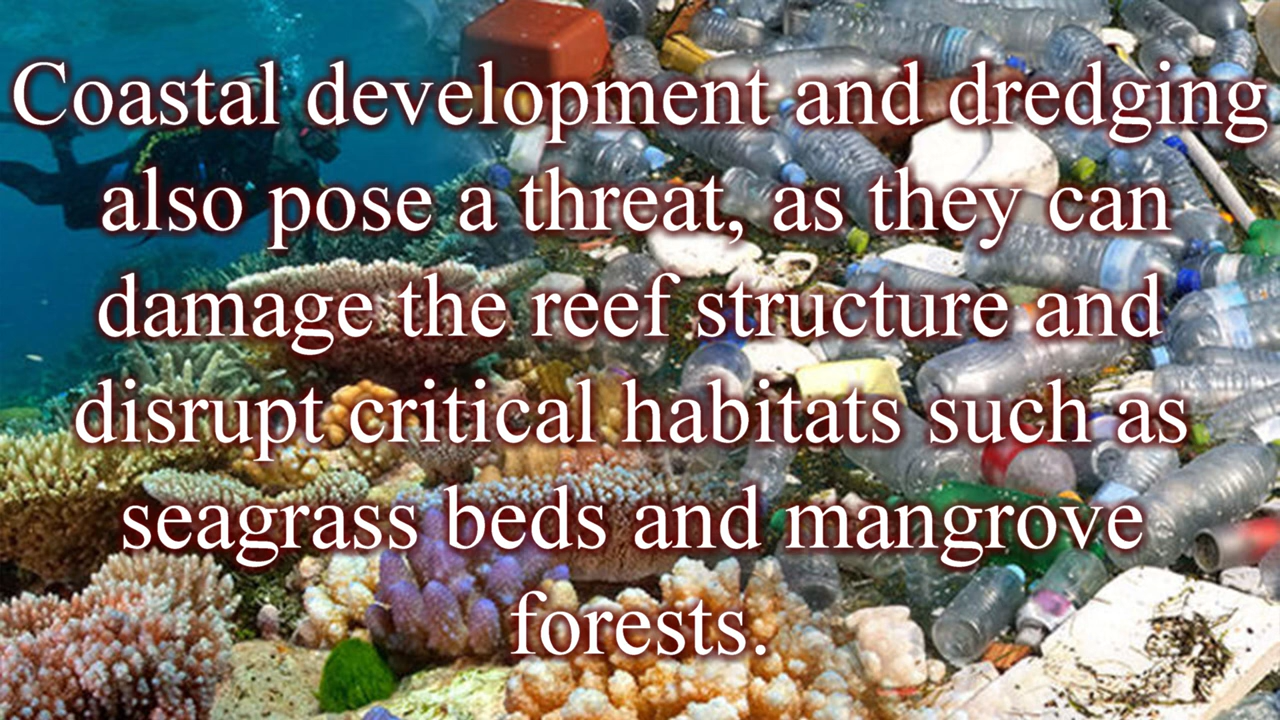 Coastal development and dredging
also pose a threat, as they can
damage the reef structure and
disrupt critical habitats such as
seagrass beds and mangrove
forests.